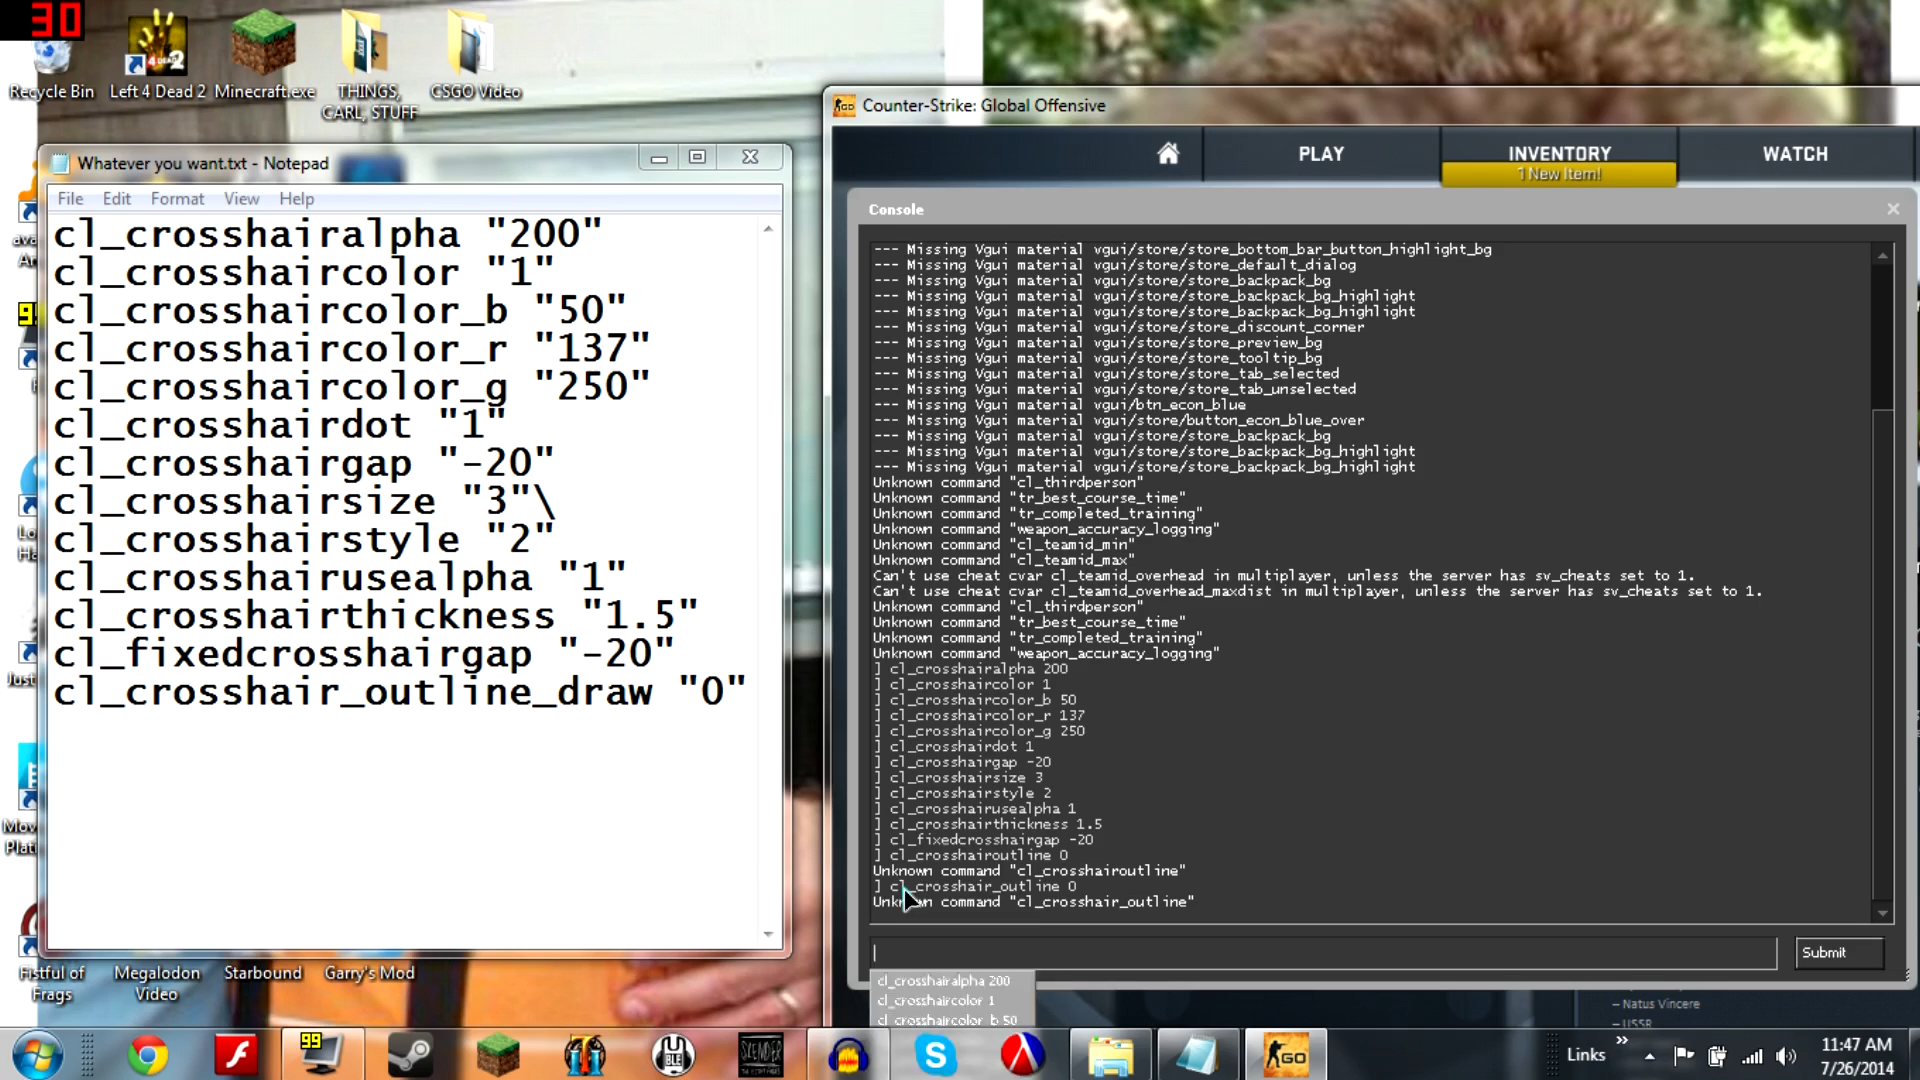 30
Recycle Bin
Left 4 Dead 2
Minecraft.exe
THINGS,
CARL, STUFF
CSGO Video
Whatever you want.txt - Notepad
File Edit Format View Help
cl_crosshairalpha "200"
cl_crosshaircolor "1"
cl_crosshaircolor_b "50"
cl_crosshaircolor_r "137"
cl_crosshaircolor_g "250"
cl_crosshairdot "1"
cl_crosshairgap "-20"
cl_crosshairsize "3"\
cl_crosshairstyle "2"
cl_crosshairusealpha "1"
cl_crosshairthickness "1.5"
cl_fixedcrosshairgap "-20"
cl_crosshair_outline_draw "0"
Fistful of
Frags
Megalodon
Video
Starbound
Garry's Mod
Counter-Strike: Global Offensive
PLAY
INVENTORY
1 New Item!
WATCH
Console
--- Missing Vgui material vgui/store/store_bottom_bar_button_highlight_bg
--- Missing Vgui material vgui/store/store_default_dialog
--- Missing Vgui material vgui/store/store_backpack_bg
--- Missing Vgui material vgui/store/store_backpack_bg_highlight
--- Missing Vgui material vgui/store/store_backpack_bg_highlight
--- Missing Vgui material vgui/store/store_discount_corner
--- Missing Vgui material vgui/store/store_preview_bg
--- Missing Vgui material vgui/store/store_tooltip_bg
--- Missing Vgui material vgui/store/store_tab_selected
--- Missing Vgui material vgui/store/store_tab_unselected
--- Missing Vgui material vgui/btn_econ_blue
--- Missing Vgui material vgui/store/button_econ_blue_over
--- Missing Vgui material vgui/store/store_backpack_bg
--- Missing Vgui material vgui/store/store_backpack_bg_highlight
--- Missing Vgui material vgui/store/store_backpack_bg_highlight
Unknown command "cl_thirdperson"
Unknown command "tr_best_course_time"
Unknown command "tr_completed_training"
Unknown command "weapon_accuracy_logging"
Unknown command "cl_teamid_min"
Unknown command "cl_teamid_max"
Can't use cheat cvar cl_teamid_overhead in multiplayer, unless the server has sv_cheats set to 1.
Can't use cheat cvar cl_teamid_overhead_maxdist in multiplayer, unless the server has sv_cheats set to 1.
Unknown command "cl_thirdperson"
Unknown command "tr_best_course_time"
Unknown command "tr_completed_training"
Unknown command "weapon_accuracy_logging"
] cl_crosshairalpha 200
] cl_crosshaircolor 1
] cl_crosshaircolor_b 50
] cl_crosshaircolor_r 137
] cl_crosshaircolor_g 250
] cl_crosshairdot 1
] cl_crosshairgap -20
] cl_crosshairsize 3
] cl_crosshairstyle 2
] cl_crosshairusealpha 1
] cl_crosshairthickness 1.5
] cl_fixedcrosshairgap -20
] cl_crosshairoutline 0
Unknown command "cl_crosshairoutline"
] cl_crosshair_outline 0
Unknown command "cl_crosshair_outline"
Submit
cl_crosshairalpha 200
cl_crosshaircolor 1
cl_crosshaircolor_b 50
– Natus Vincere
– USSR
99
SLENDER
GO
Links
11:47 AM
7/26/2014